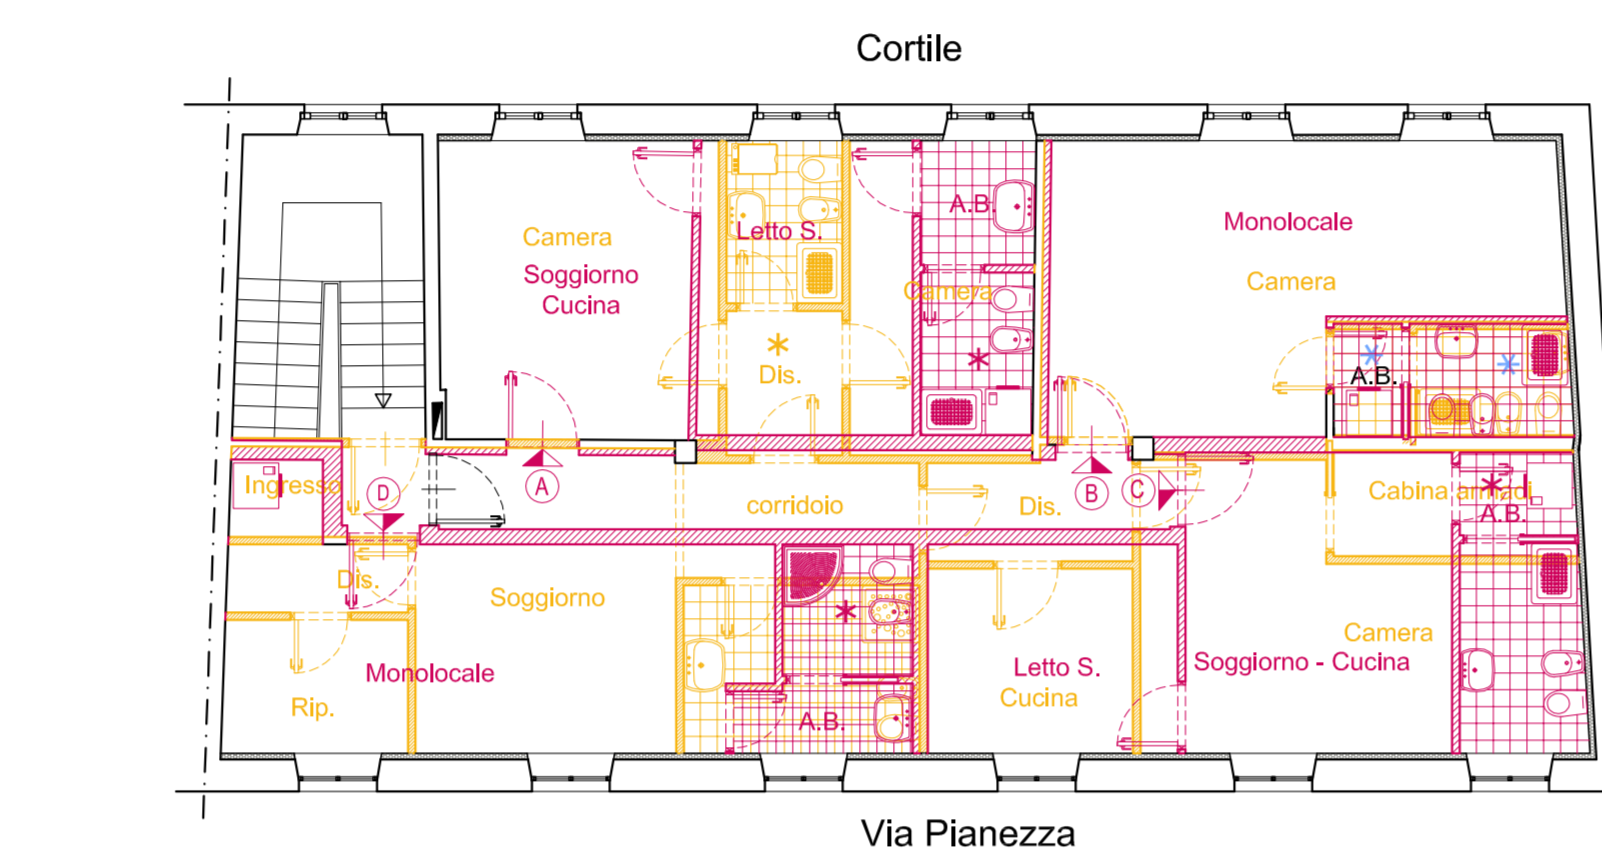 Cortile
A.B.
Letto S.
Monolocale
Camera
Soggiorno
Cucina
Camera
Camera
Dis.
A.B.
Ingresso
D
A
corridoio
Dis.
B
C
Cabina armadi
A.B.
Dis.
Soggiorno
Camera
Monolocale
Letto S.
Soggiorno - Cucina
Rip.
Cucina
A.B.
Via Pianezza